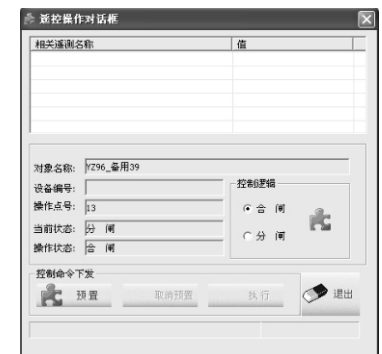 遥控操作对话框
相关遥测名称 值
对象名称: YZ96_备用39
设备编号:
操作点号: 13
当前状态: 分 闸
操作状态: 合 闸
控制逻辑
合 闸
分 闸
控制命令下发
预置 取消预置 执行 退出